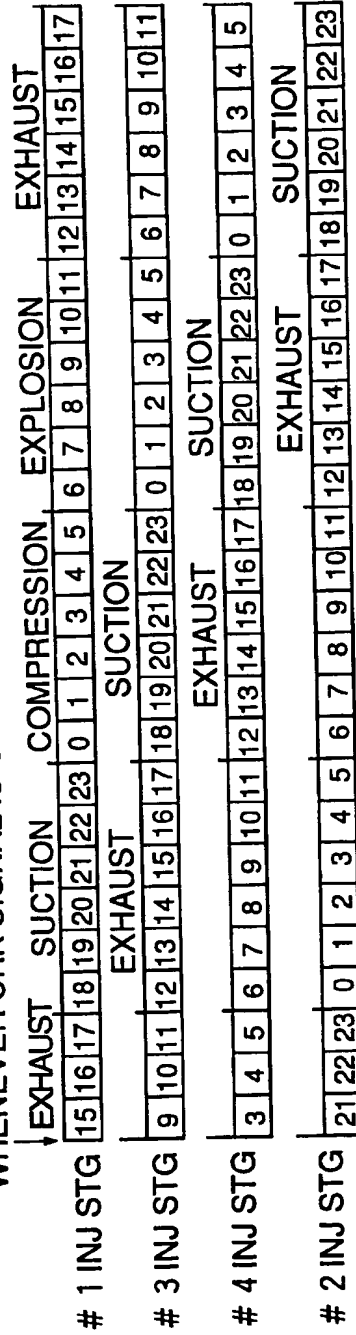 EXHAUST SUCTION COMPRESSION EXPLOSION EXHAUST
# 1 INJ STG 15 16 17 18 19 20 21 22 23 0 1 2 3 4 5 6 7 8 9 10 11 12 13 14 15 16 17
EXHAUST SUCTION
# 3 INJ STG 9 10 11 12 13 14 15 16 17 18 19 20 21 22 23 0 1 2 3 4 5 6 7 8 9 10 11
EXHAUST SUCTION
# 4 INJ STG 3 4 5 6 7 8 9 10 11 12 13 14 15 16 17 18 19 20 21 22 23 0 1 2 3 4 5
EXHAUST SUCTION
# 2 INJ STG 21 22 23 0 1 2 3 4 5 6 7 8 9 10 11 12 13 14 15 16 17 18 19 20 21 22 23